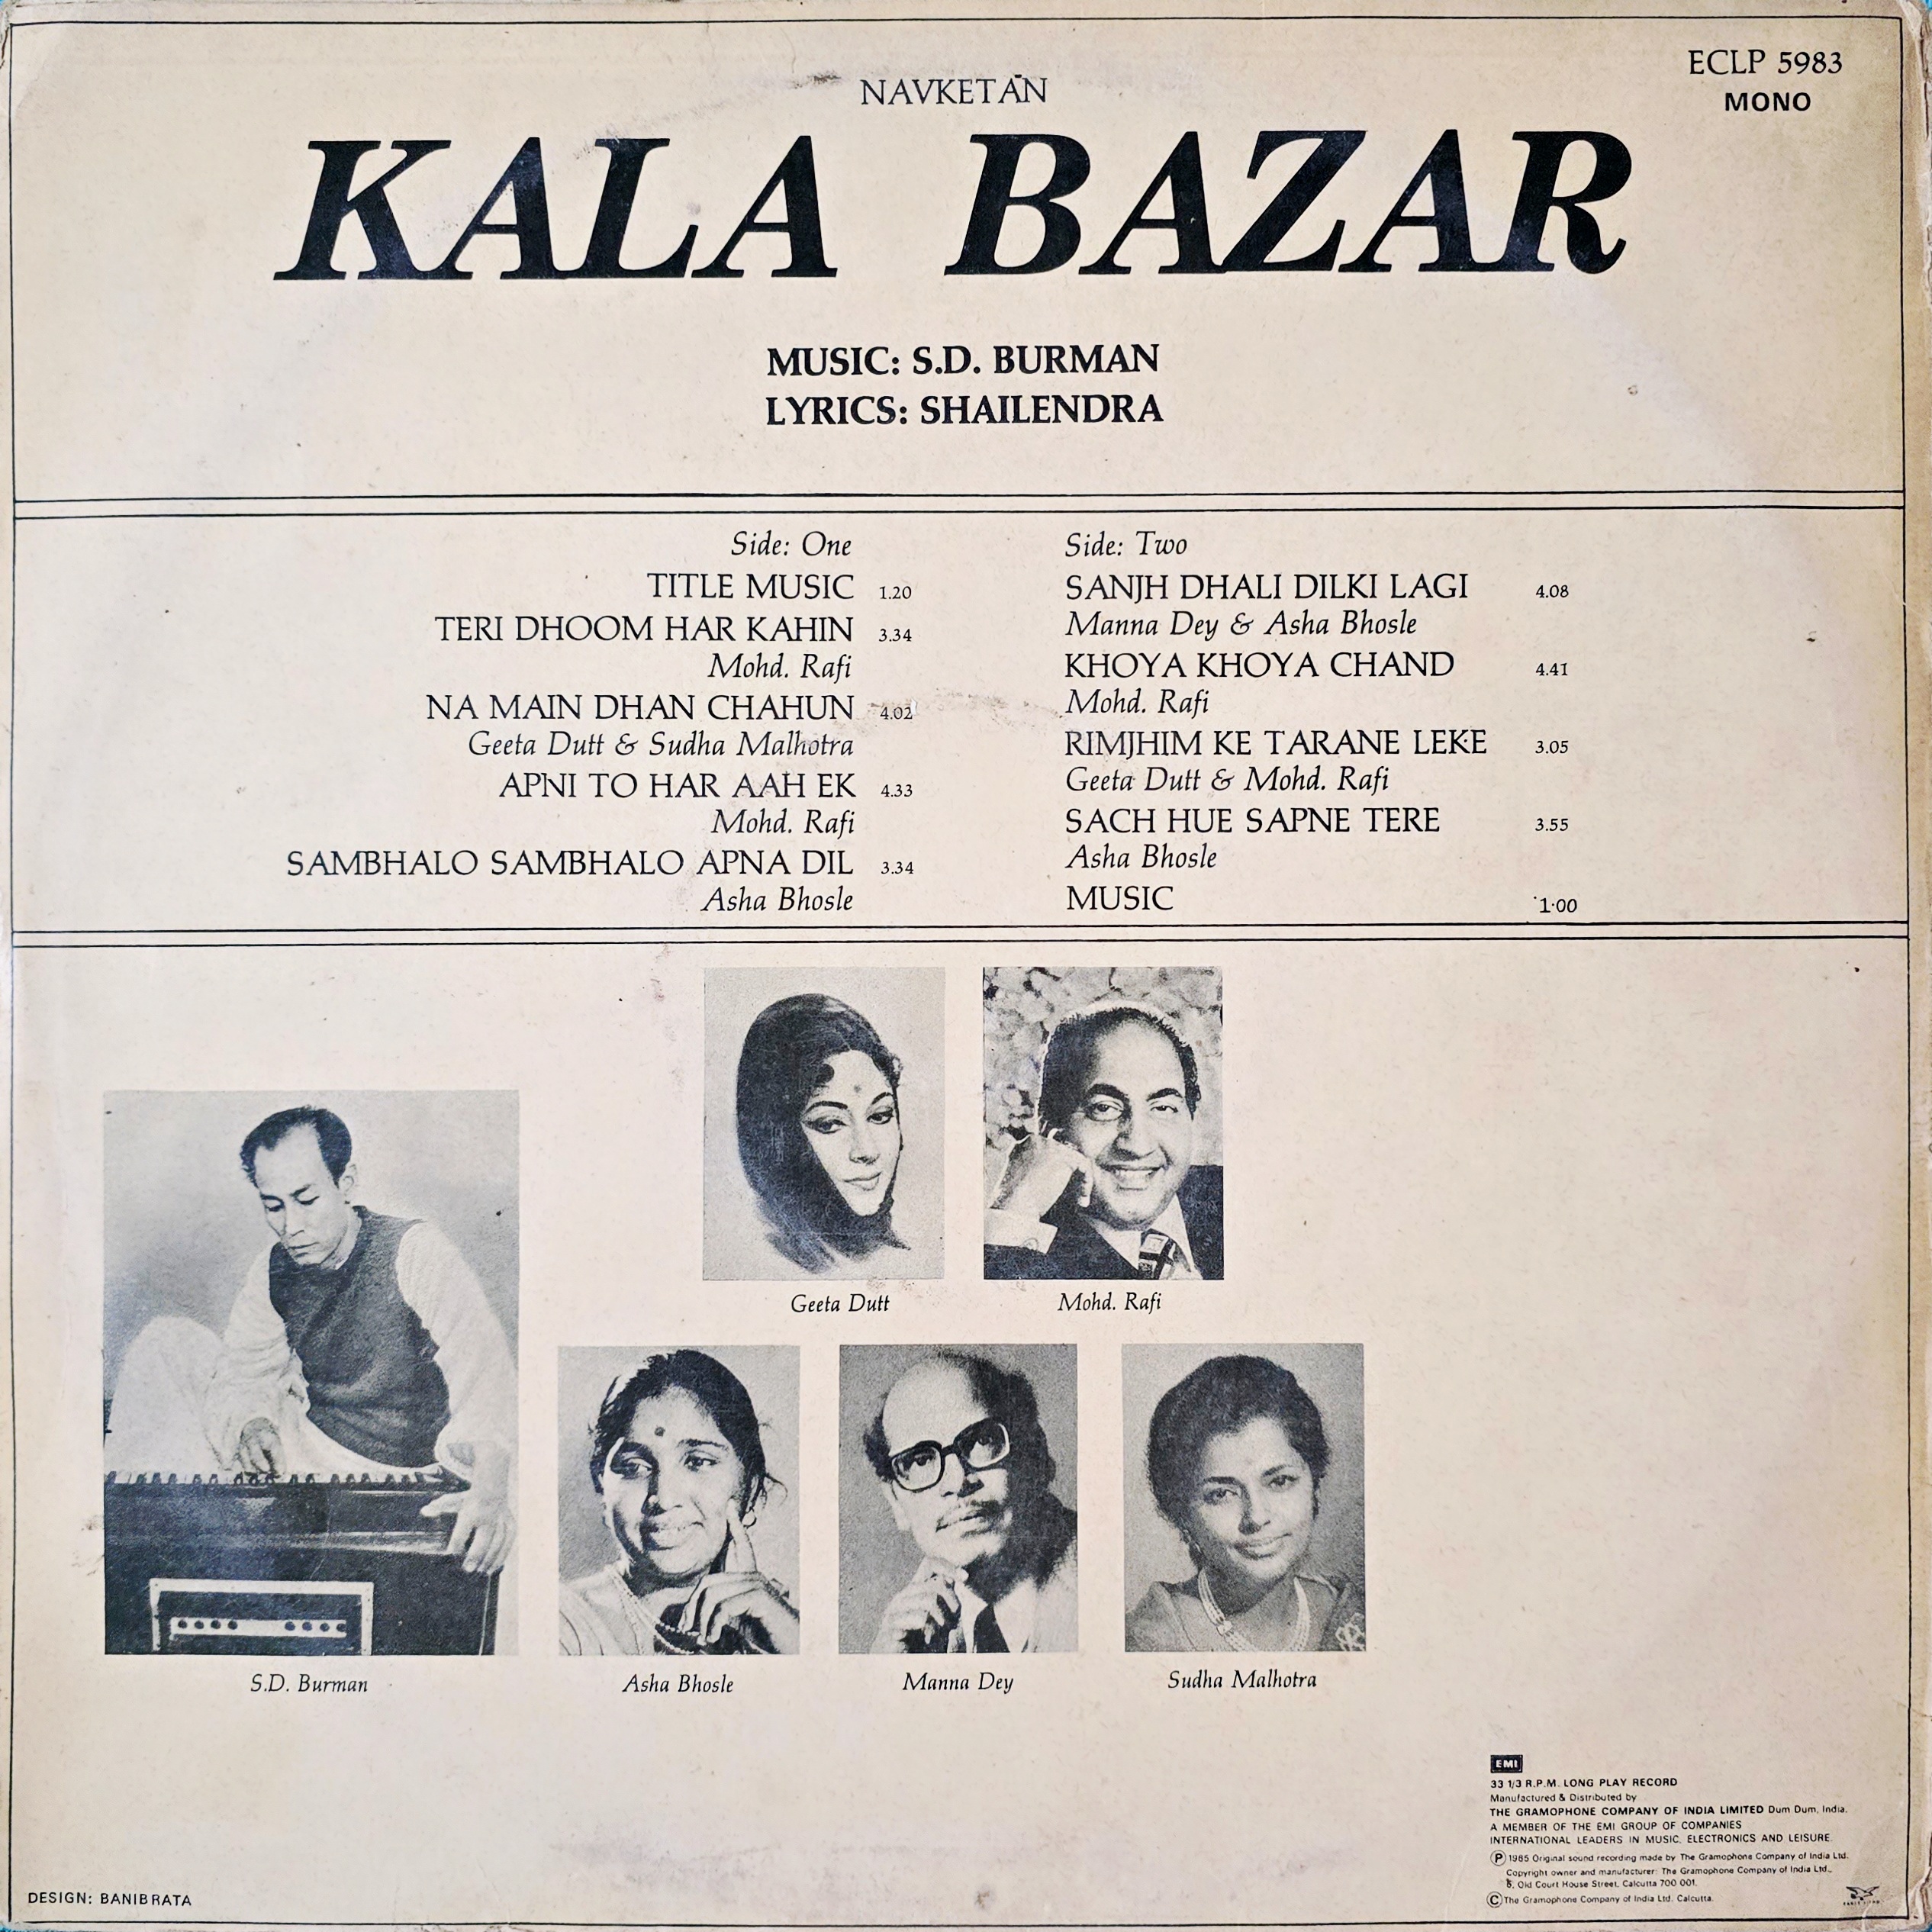 ECLP 5983
MONO
NAVKETAN
KALA BAZAR
MUSIC: S.D. BURMAN
LYRICS: SHAILENDRA
Side: One
TITLE MUSIC 1.20
TERI DHOOM HAR KAHIN 3.34
Mohd. Rafi
NA MAIN DHAN CHAHUN 4.02
Geeta Dutt & Sudha Malhotra
APNI TO HAR AAH EK 4.33
Mohd. Rafi
SAMBHALO SAMBHALO APNA DIL 3.34
Asha Bhosle
Side: Two
SANJH DHALI DILKI LAGI 4.08
Manna Dey & Asha Bhosle
KHOYA KHOYA CHAND 4.41
Mohd. Rafi
RIMJHIM KE TARANE LEKE 3.05
Geeta Dutt & Mohd. Rafi
SACH HUE SAPNE TERE 3.55
Asha Bhosle
MUSIC 1·00
Geeta Dutt
Mohd. Rafi
S.D. Burman
Asha Bhosle
Manna Dey
Sudha Malhotra
EMI
33 1/3 R.P.M. LONG PLAY RECORD
Manufactured & Distributed by
THE GRAMOPHONE COMPANY OF INDIA LIMITED Dum Dum, India.
A MEMBER OF THE EMI GROUP OF COMPANIES
INTERNATIONAL LEADERS IN MUSIC, ELECTRONICS AND LEISURE.
Ⓟ 1985 Original sound recording made by The Gramophone Company of India Ltd.
Copyright owner and manufacturer: The Gramophone Company of India Ltd.,
Old Court House Street, Calcutta 700 001.
Ⓒ The Gramophone Company of India Ltd. Calcutta.
DESIGN: BANIBRATA